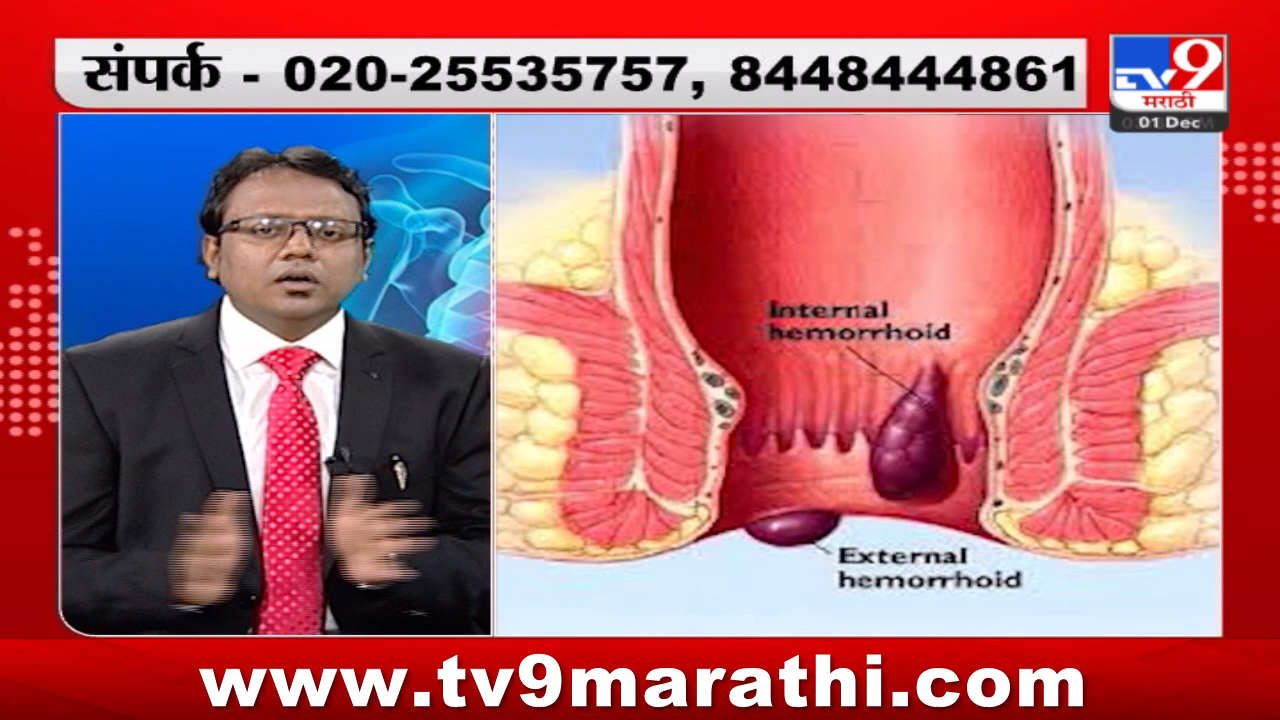 संपर्क - 020-25535757, 8448444861
TV9
मराठी
01 Dec
Internal
hemorrhoid
External
hemorrhoid
www.tv9marathi.com